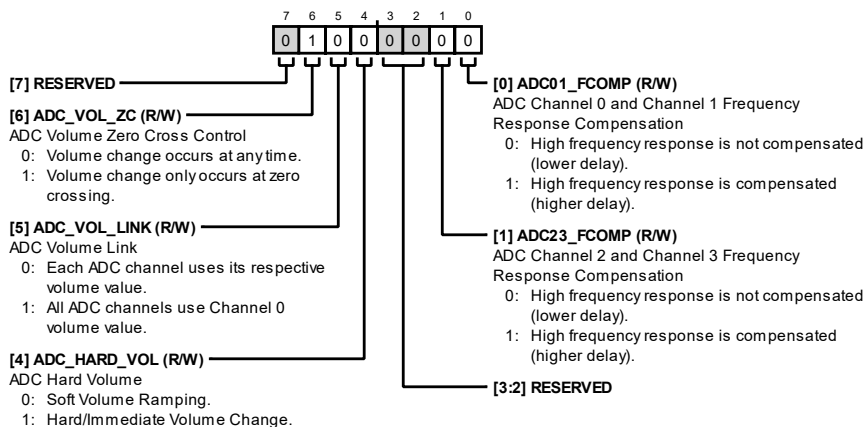 7 6 5 4 3 2 1 0
0 1 0 0 0 0 0 0
[7] RESERVED
[6] ADC_VOL_ZC (R/W)
ADC Volume Zero Cross Control
0: Volume change occurs at any time.
1: Volume change only occurs at zero
crossing.
[5] ADC_VOL_LINK (R/W)
ADC Volume Link
0: Each ADC channel uses its respective
volume value.
1: All ADC channels use Channel 0
volume value.
[4] ADC_HARD_VOL (R/W)
ADC Hard Volume
0: Soft Volume Ramping.
1: Hard/Immediate Volume Change.
[0] ADC01_FCOMP (R/W)
ADC Channel 0 and Channel 1 Frequency
Response Compensation
0: High frequency response is not compensated
(lower delay).
1: High frequency response is compensated
(higher delay).
[1] ADC23_FCOMP (R/W)
ADC Channel 2 and Channel 3 Frequency
Response Compensation
0: High frequency response is not compensated
(lower delay).
1: High frequency response is compensated
(higher delay).
[3:2] RESERVED